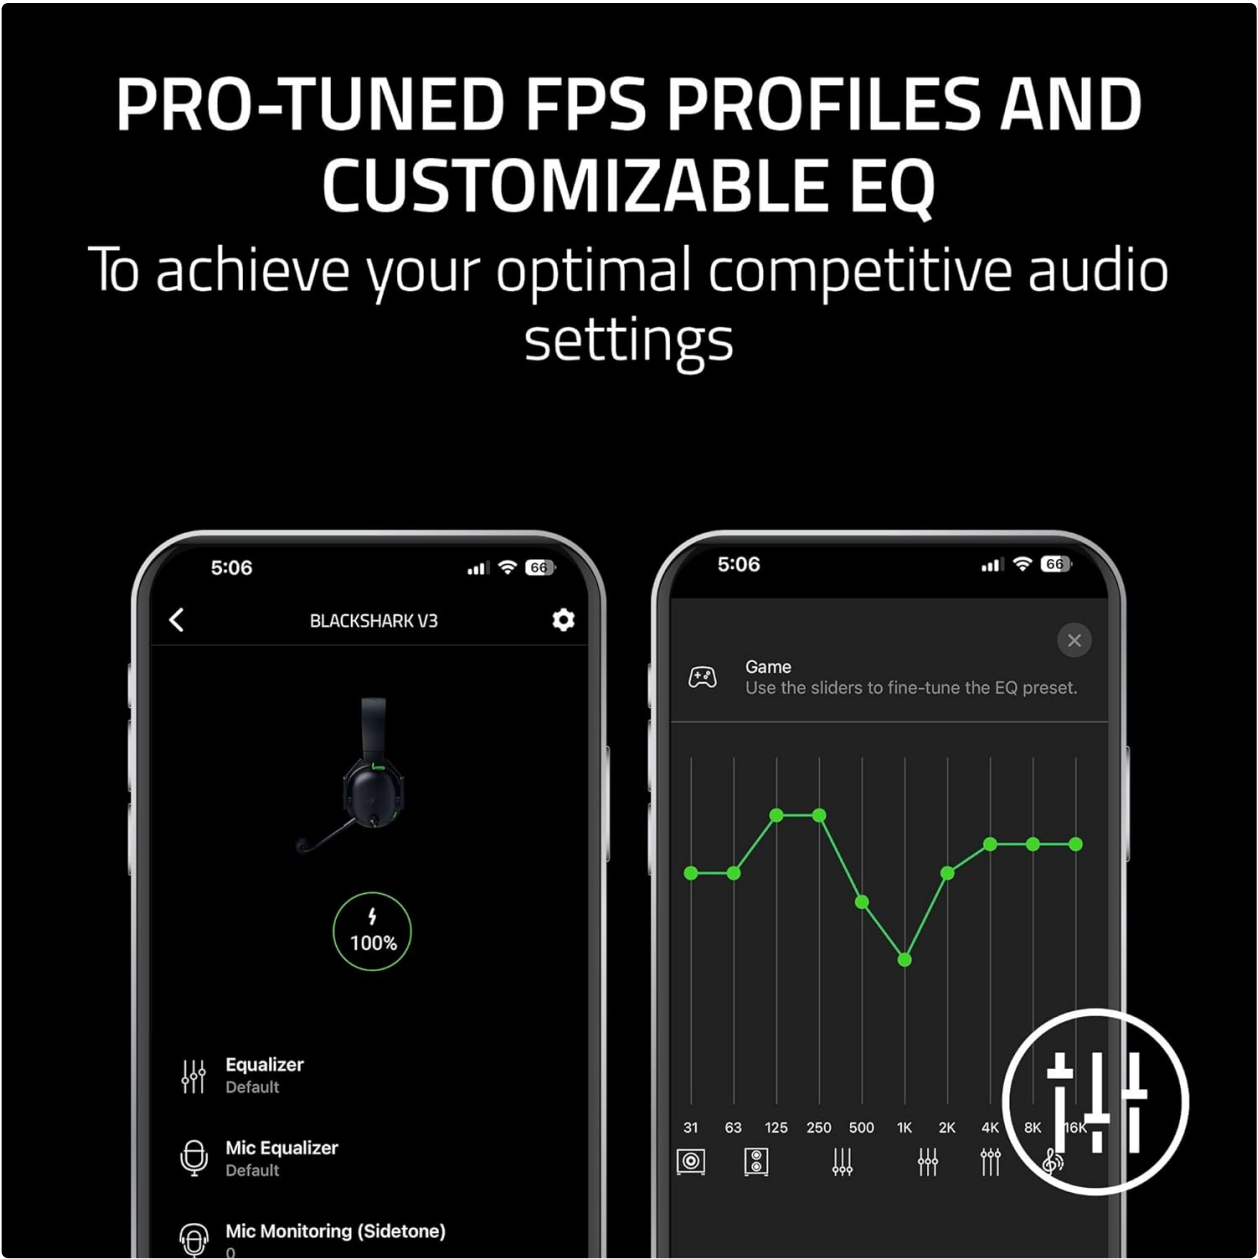 PRO-TUNED FPS PROFILES AND
CUSTOMIZABLE EQ
To achieve your optimal competitive audio
settings
5:06
66
BLACKSHARK V3
100%
Equalizer
Default
Mic Equalizer
Default
Mic Monitoring (Sidetone)
0
5:06
66
Game
Use the sliders to fine-tune the EQ preset.
31 63 125 250 500 1K 2K 4K 8K 16K